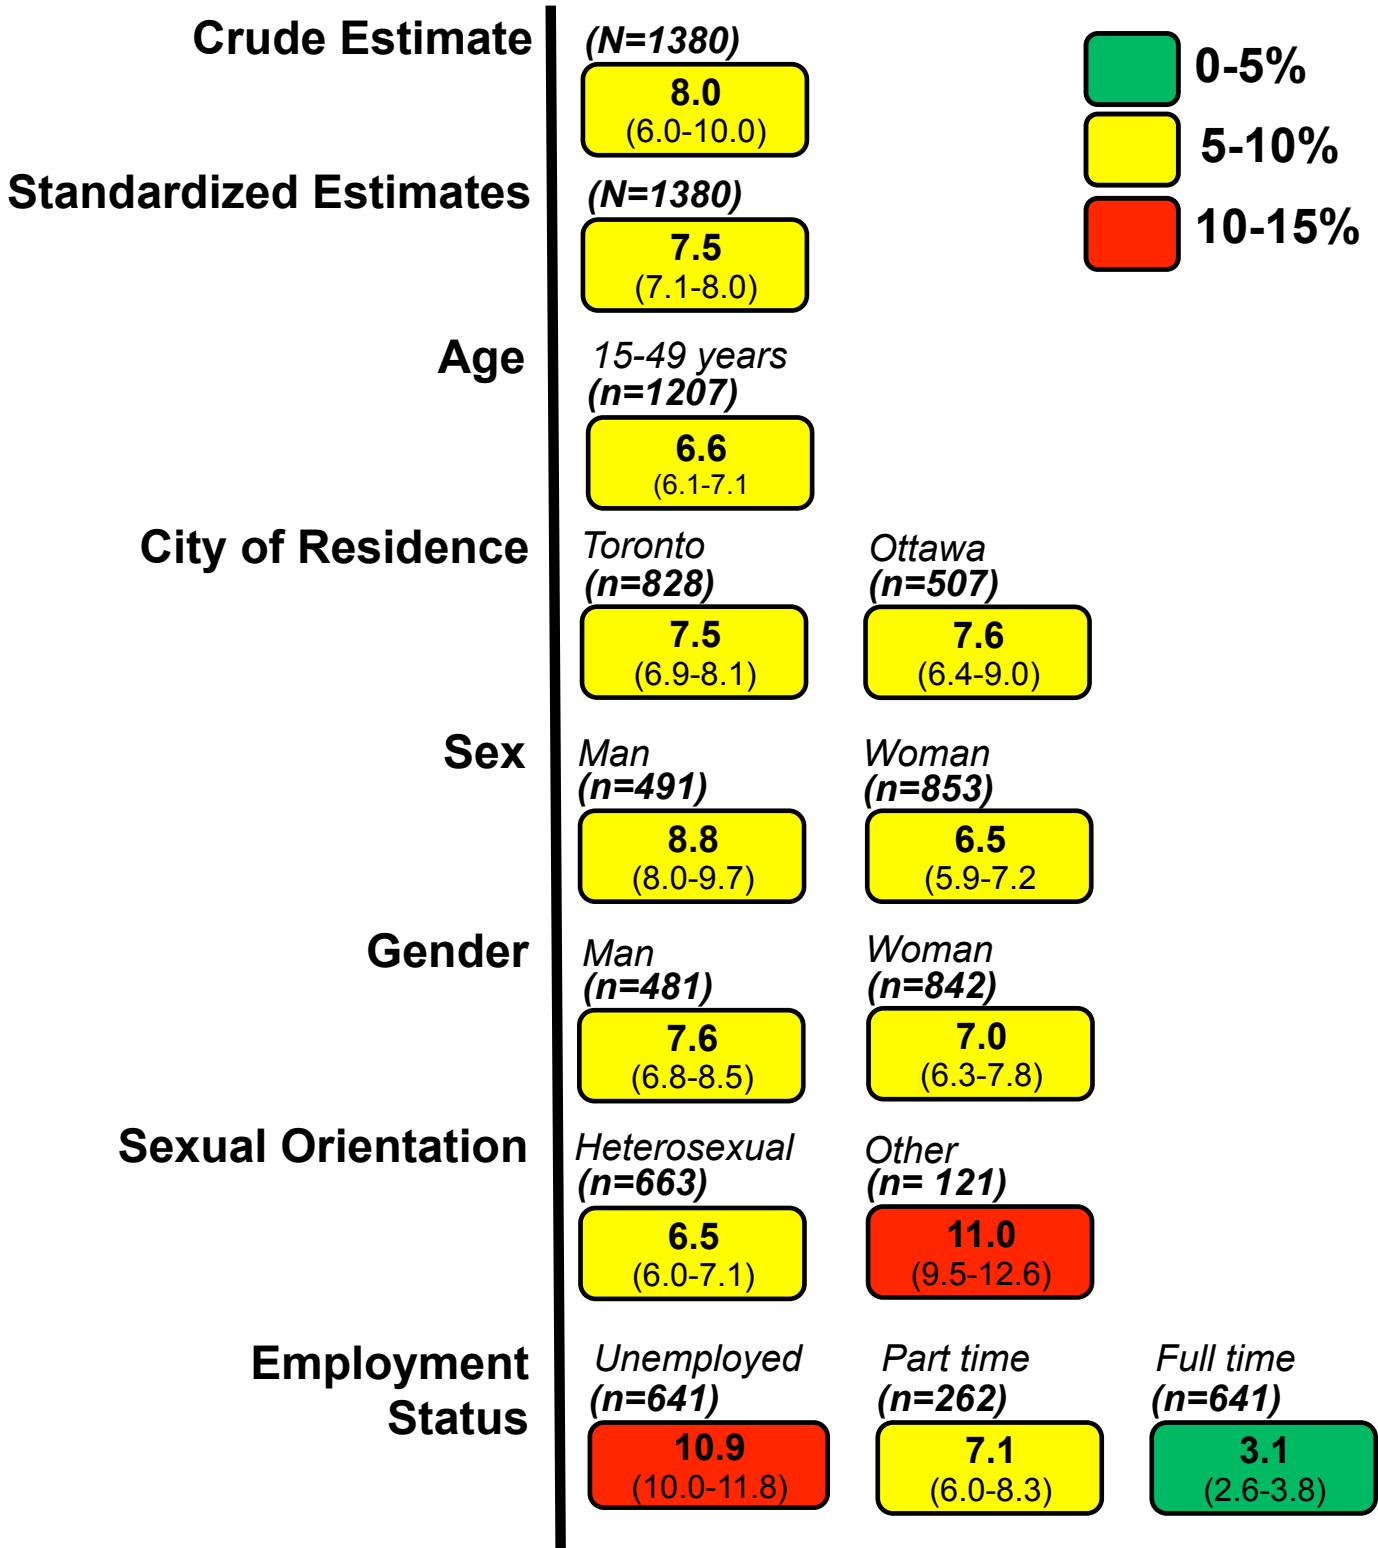 Crude Estimate
(N=1380)
8.0
(6.0-10.0)
0-5%
5-10%
10-15%
Standardized Estimates
(N=1380)
7.5
(7.1-8.0)
Age
15-49 years
(n=1207)
6.6
(6.1-7.1
City of Residence
Toronto
(n=828)
7.5
(6.9-8.1)
Ottawa
(n=507)
7.6
(6.4-9.0)
Sex
Man
(n=491)
8.8
(8.0-9.7)
Woman
(n=853)
6.5
(5.9-7.2
Gender
Man
(n=481)
7.6
(6.8-8.5)
Woman
(n=842)
7.0
(6.3-7.8)
Sexual Orientation
Heterosexual
(n=663)
6.5
(6.0-7.1)
Other
(n= 121)
11.0
(9.5-12.6)
Employment
Status
Unemployed
(n=641)
10.9
(10.0-11.8)
Part time
(n=262)
7.1
(6.0-8.3)
Full time
(n=641)
3.1
(2.6-3.8)